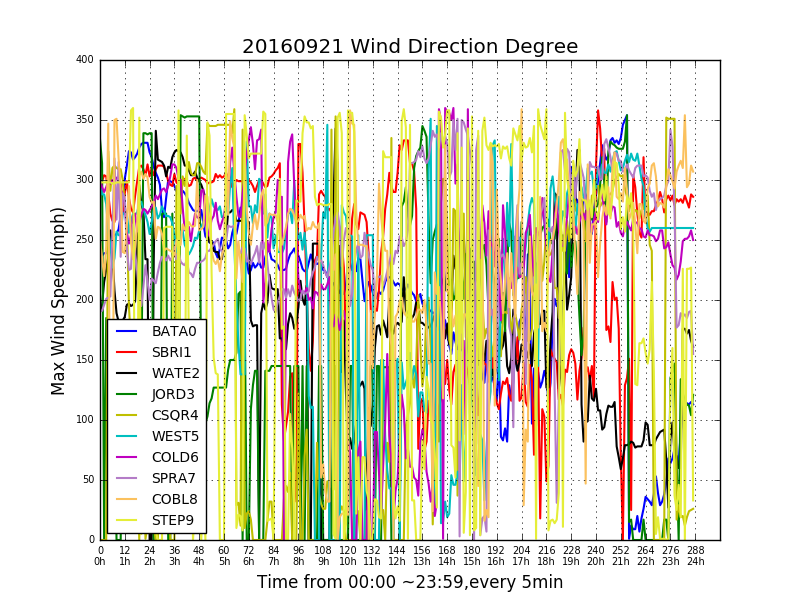 20160921 Wind Direction Degree
Max Wind Speed(mph)
400
350
300
250
200
150
100
50
0
BATA0
SBRI1
WATE2
JORD3
CSQR4
WEST5
COLD6
SPRA7
COBL8
STEP9
0 12 24 36 48 60 72 84 96 108 120 132 144 156 168 180 192 204 216 228 240 252 264 276 288
0h 1h 2h 3h 4h 5h 6h 7h 8h 9h 10h 11h 12h 13h 14h 15h 16h 17h 18h 19h 20h 21h 22h 23h 24h
Time from 00:00 ~23:59,every 5min